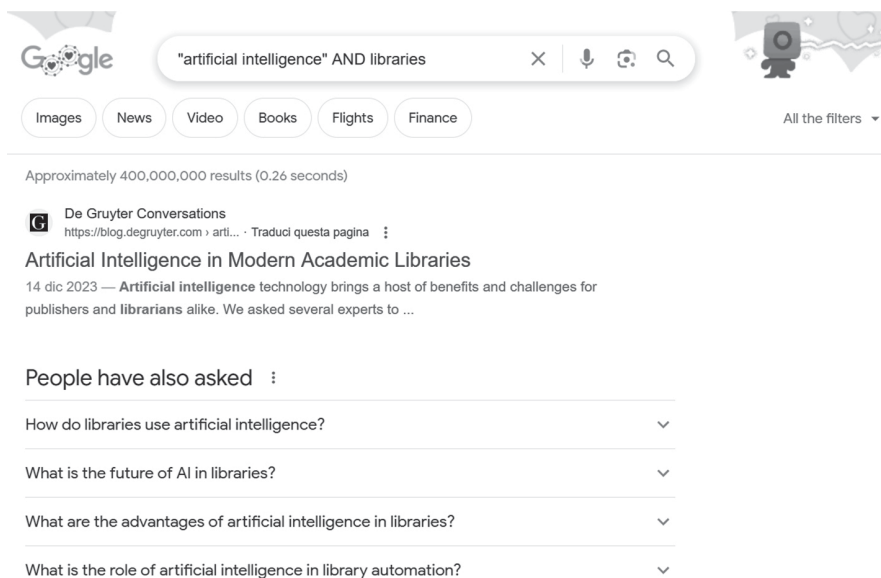 Google
"artificial intelligence" AND libraries
Images News Video Books Flights Finance All the filters
Approximately 400,000,000 results (0.26 seconds)
G De Gruyter Conversations
https://blog.degruyter.com › arti... · Traduci questa pagina
Artificial Intelligence in Modern Academic Libraries
14 dic 2023 — Artificial intelligence technology brings a host of benefits and challenges for
publishers and librarians alike. We asked several experts to ...
People have also asked
How do libraries use artificial intelligence?
What is the future of AI in libraries?
What are the advantages of artificial intelligence in libraries?
What is the role of artificial intelligence in library automation?